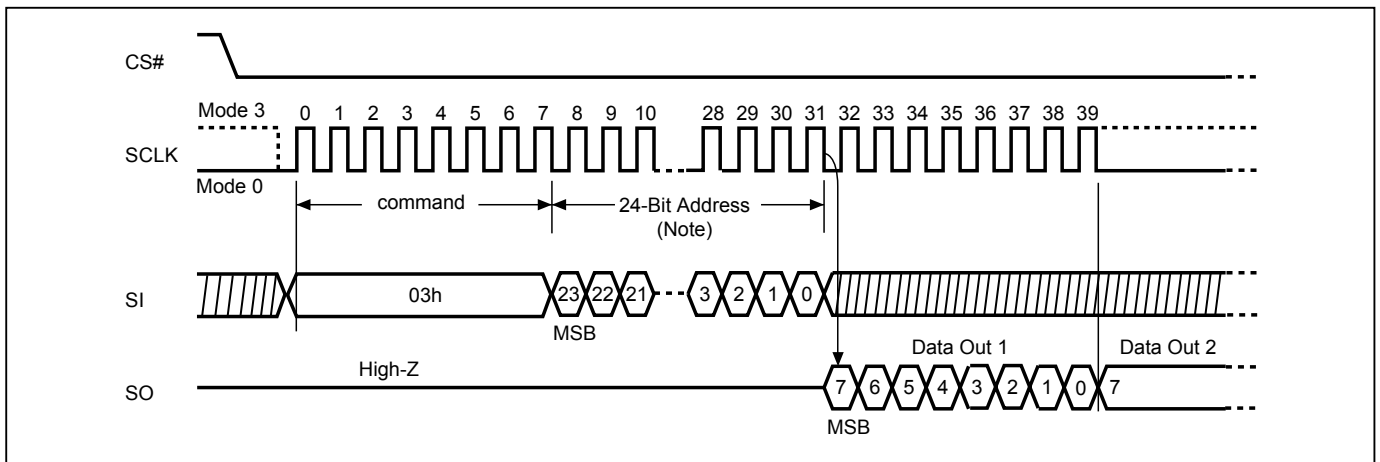 CS#
Mode 3
0 1 2 3 4 5 6 7 8 9 10 28 29 30 31 32 33 34 35 36 37 38 39
SCLK
Mode 0
command
24-Bit Address
(Note)
SI
03h
23 22 21 3 2 1 0
MSB
Data Out 1
Data Out 2
High-Z
SO
7 6 5 4 3 2 1 0 7
MSB